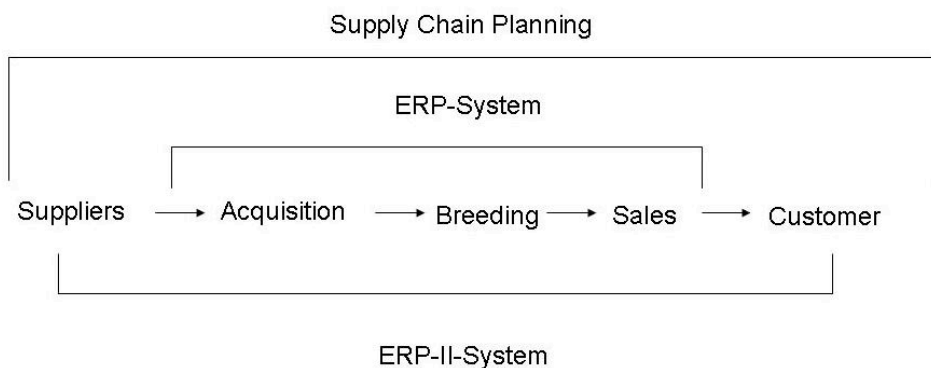 Supply Chain Planning
ERP-System
Suppliers Acquisition Breeding Sales Customer
ERP-II-System